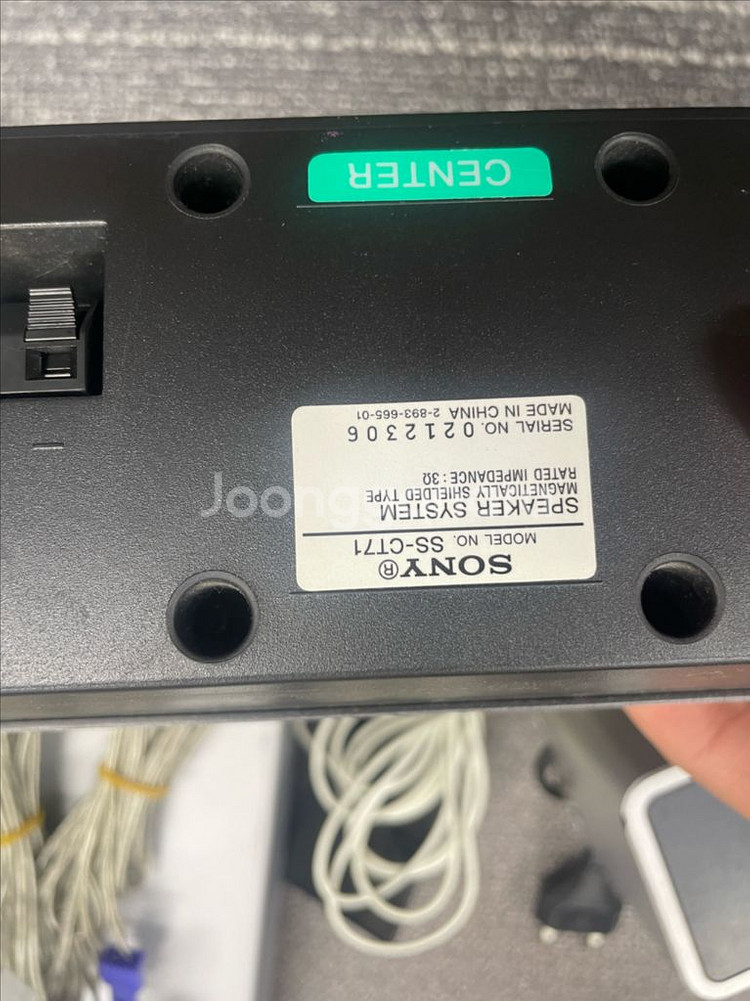 CENTER
SONY®
MODEL NO. SS-CT71
SPEAKER SYSTEM
MAGNETICALLY SHIELDED TYPE
RATED IMPEDANCE : 3Ω
SERIAL NO. 0212306
MADE IN CHINA 2-893-665-01